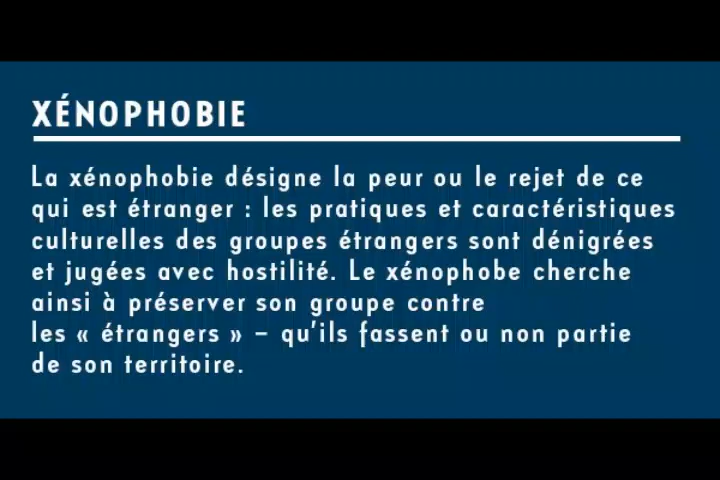 XÉNOPHOBIE
La xénophobie désigne la peur ou le rejet de ce
qui est étranger : les pratiques et caractéristiques
culturelles des groupes étrangers sont dénigrées
et jugées avec hostilité. Le xénophobe cherche
ainsi à préserver son groupe contre
les « étrangers » – qu’ils fassent ou non partie
de son territoire.